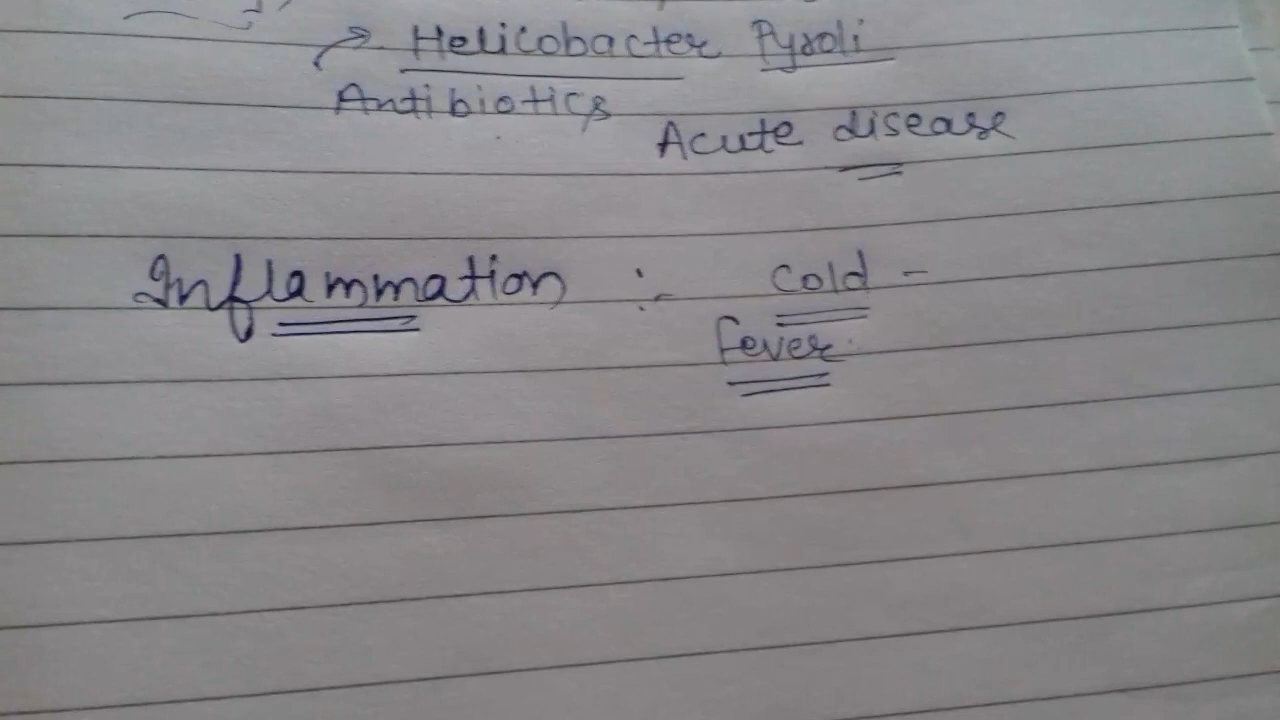 Helicobacter Pyroli
Antibiotics
Acute disease
Inflammation :- Cold -
fever